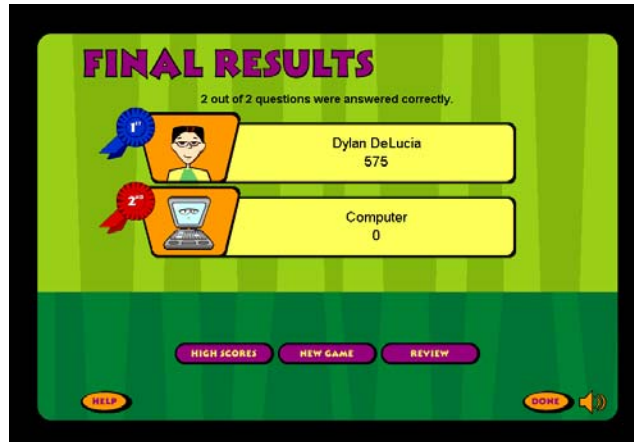 FINAL RESULTS
2 out of 2 questions were answered correctly.
1ST
Dylan DeLucia
575
2ND
Computer
0
HIGH SCORES
NEW GAME
REVIEW
HELP
DONE